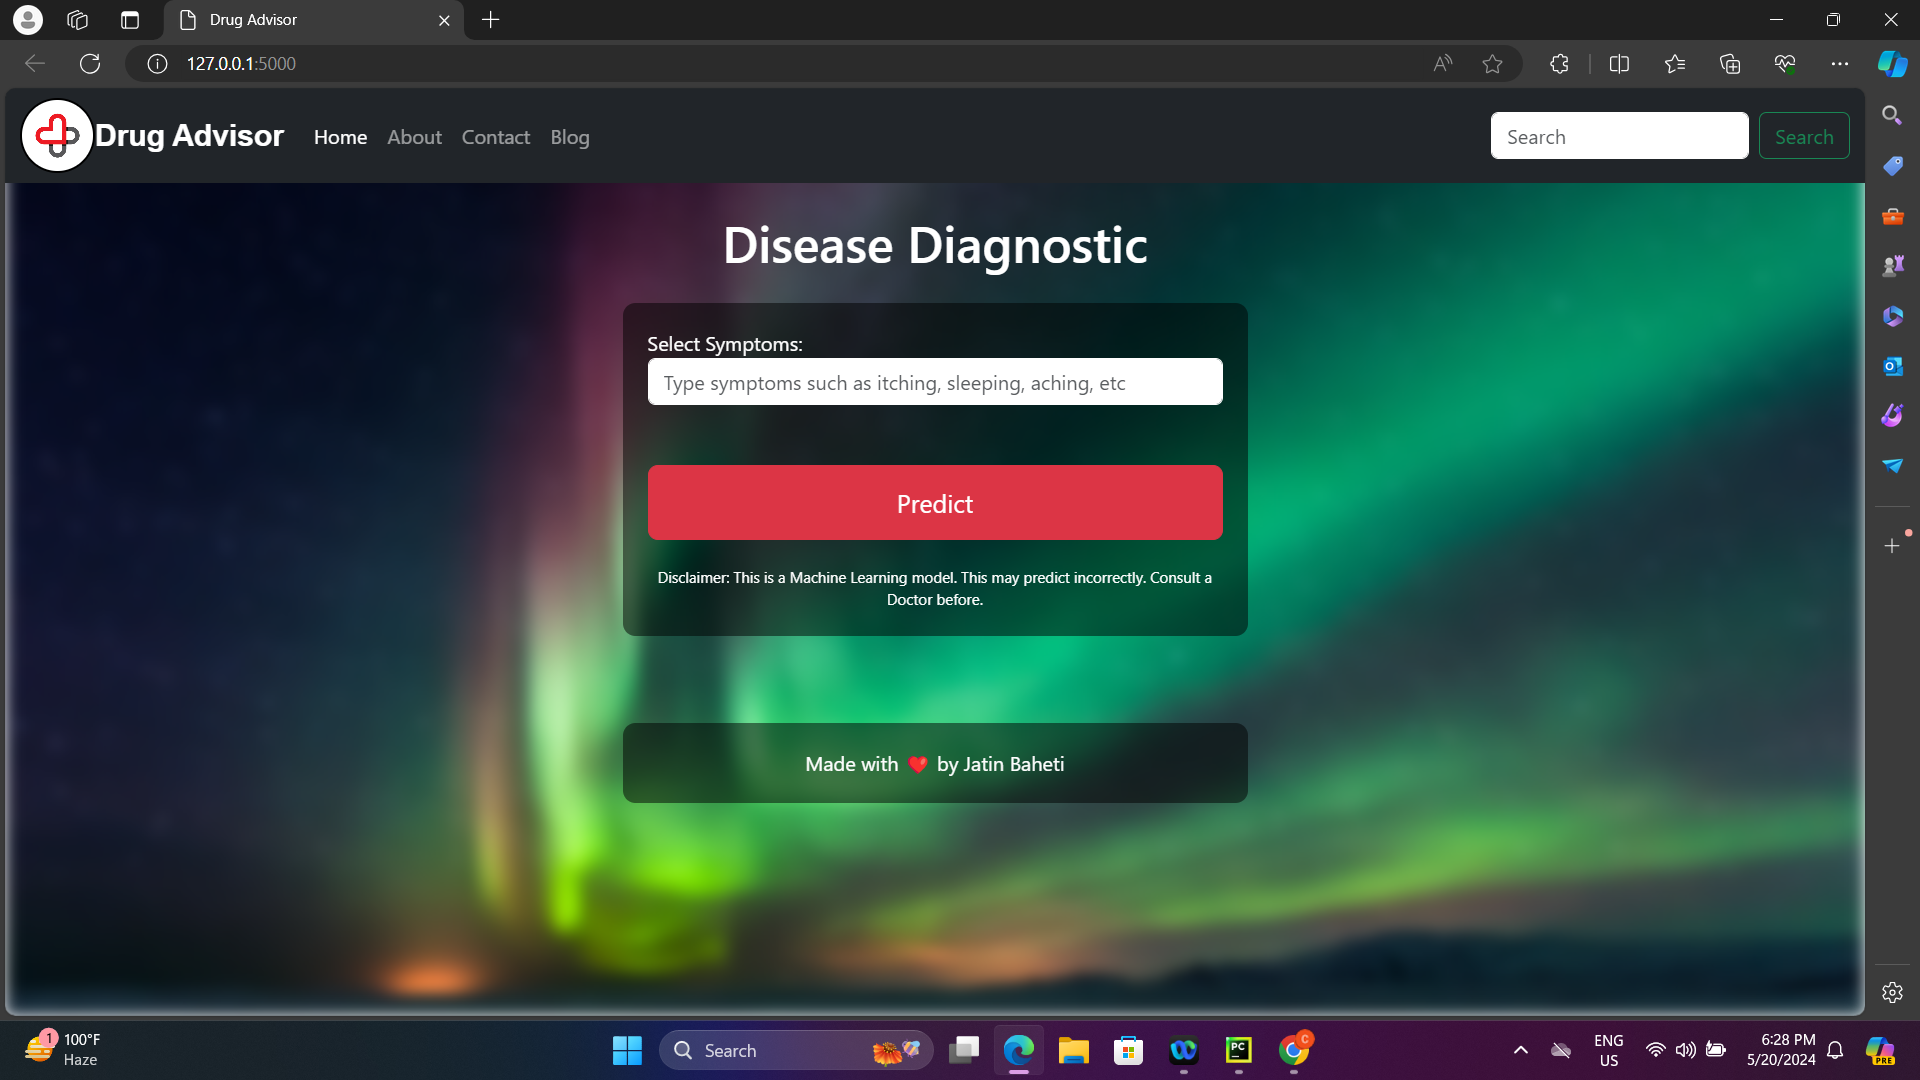 Drug Advisor
127.0.0.1:5000
Drug Advisor
Home
About
Contact
Blog
Search
Search
Disease Diagnostic
Select Symptoms:
Type symptoms such as itching, sleeping, aching, etc
Predict
Disclaimer: This is a Machine Learning model. This may predict incorrectly. Consult a
Doctor before.
Made with ❤️ by Jatin Baheti
1
100°F
Haze
Search
PC
C
ENG
US
6:28 PM
5/20/2024
PRE